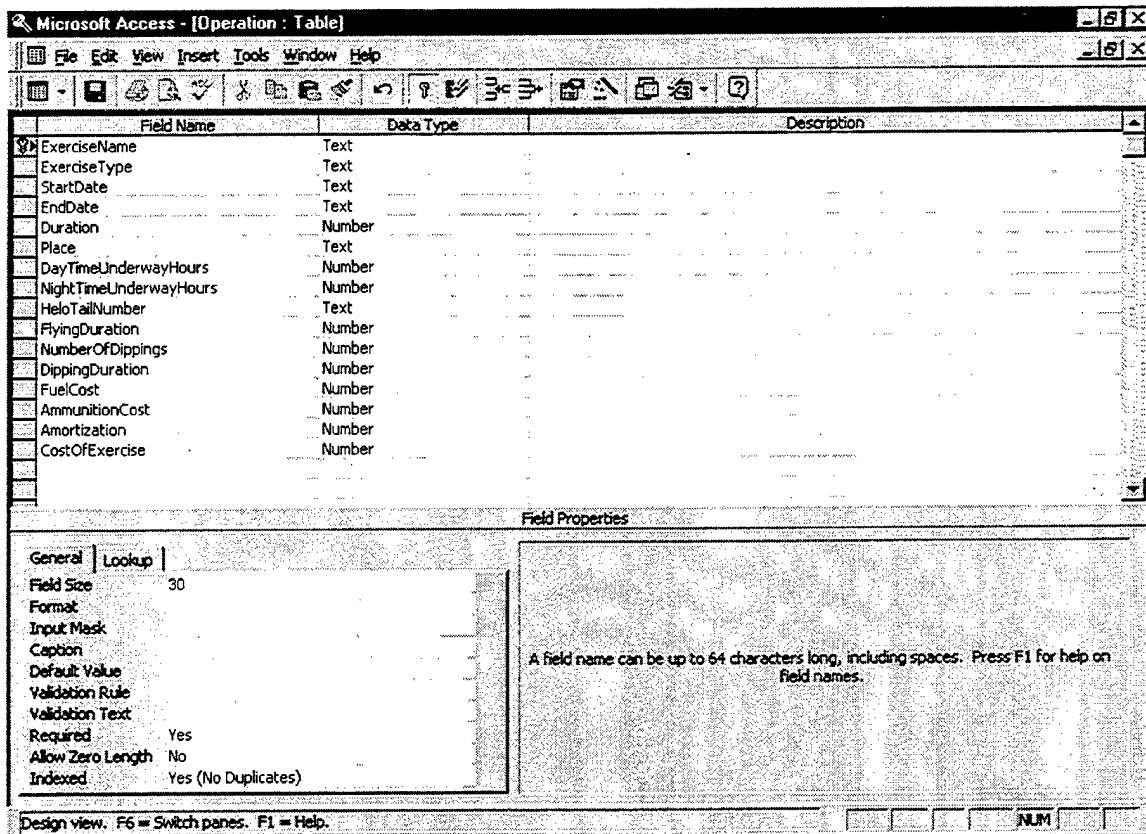 Microsoft Access - [Operation : Table]
File Edit View Insert Tools Window Help
Field Name Data Type Description
ExerciseName Text
ExerciseType Text
StartDate Text
EndDate Text
Duration Number
Place Text
DayTimeUnderwayHours Number
NightTimeUnderwayHours Number
HeloTailNumber Text
FlyingDuration Number
NumberOfDippings Number
DippingDuration Number
FuelCost Number
AmmunitionCost Number
Amortization Number
CostOfExercise Number
Field Properties
General Lookup
Field Size 30
Format
Input Mask
Caption
Default Value
Validation Rule
Validation Text
Required Yes
Allow Zero Length No
Indexed Yes (No Duplicates)
A field name can be up to 64 characters long, including spaces. Press F1 for help on
field names.
Design view. F6 = Switch panes. F1 = Help. NUM